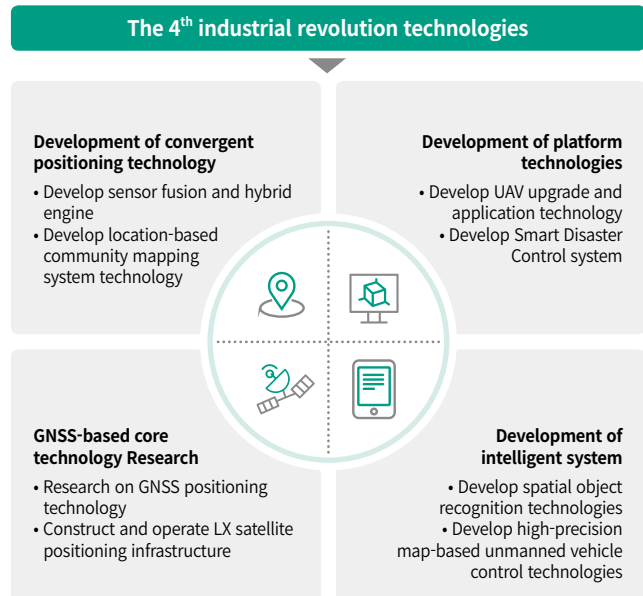 The 4th industrial revolution technologies
Development of convergent
positioning technology
• Develop sensor fusion and hybrid
engine
• Develop location-based
community mapping
system technology
Development of platform
technologies
• Develop UAV upgrade and
application technology
• Develop Smart Disaster
Control system
GNSS-based core
technology Research
• Research on GNSS positioning
technology
• Construct and operate LX satellite
positioning infrastructure
Development of
intelligent system
• Develop spatial object
recognition technologies
• Develop high-precision
map-based unmanned vehicle
control technologies